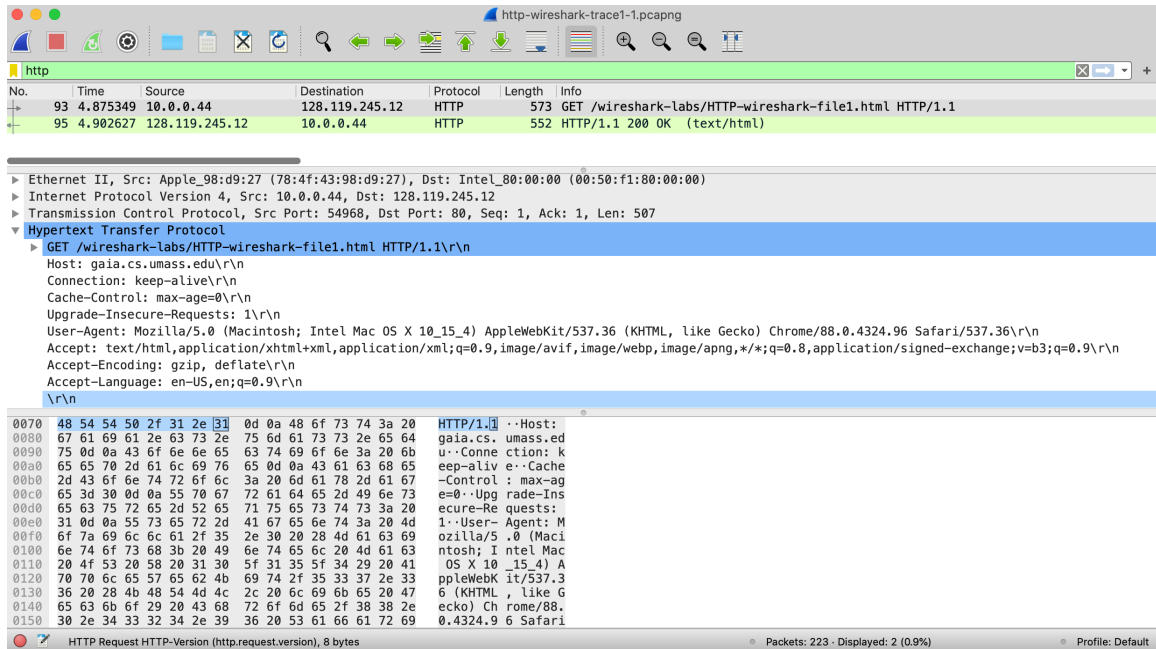 http-wireshark-trace1-1.pcapng
http
No. Time Source Destination Protocol Length Info
93 4.875349 10.0.0.44 128.119.245.12 HTTP 573 GET /wireshark-labs/HTTP-wireshark-file1.html HTTP/1.1
95 4.902627 128.119.245.12 10.0.0.44 HTTP 552 HTTP/1.1 200 OK (text/html)
Ethernet II, Src: Apple_98:d9:27 (78:4f:43:98:d9:27), Dst: Intel_80:00:00 (00:50:f1:80:00:00)
Internet Protocol Version 4, Src: 10.0.0.44, Dst: 128.119.245.12
Transmission Control Protocol, Src Port: 54968, Dst Port: 80, Seq: 1, Ack: 1, Len: 507
Hypertext Transfer Protocol
GET /wireshark-labs/HTTP-wireshark-file1.html HTTP/1.1\r\n
Host: gaia.cs.umass.edu\r\n
Connection: keep-alive\r\n
Cache-Control: max-age=0\r\n
Upgrade-Insecure-Requests: 1\r\n
User-Agent: Mozilla/5.0 (Macintosh; Intel Mac OS X 10_15_4) AppleWebKit/537.36 (KHTML, like Gecko) Chrome/88.0.4324.96 Safari/537.36\r\n
Accept: text/html,application/xhtml+xml,application/xml;q=0.9,image/avif,image/webp,image/apng,*/*;q=0.8,application/signed-exchange;v=b3;q=0.9\r\n
Accept-Encoding: gzip, deflate\r\n
Accept-Language: en-US,en;q=0.9\r\n
\r\n
0070 48 54 54 50 2f 31 2e 31 0d 0a 48 6f 73 74 3a 20 HTTP/1.1 ··Host:
0080 67 61 69 61 2e 63 73 2e 75 6d 61 73 73 2e 65 64 gaia.cs. umass.ed
0090 75 0d 0a 43 6f 6e 6e 65 63 74 69 6f 6e 3a 20 6b u··Conne ction: k
00a0 65 65 70 2d 61 6c 69 76 65 0d 0a 43 61 63 68 65 eep-aliv e··Cache
00b0 2d 43 6f 6e 74 72 6f 6c 3a 20 6d 61 78 2d 61 67 -Control : max-ag
00c0 65 3d 30 0d 0a 55 70 67 72 61 64 65 2d 49 6e 73 e=0··Upg rade-Ins
00d0 65 63 75 72 65 2d 52 65 71 75 65 73 74 73 3a 20 ecure-Re quests:
00e0 31 0d 0a 55 73 65 72 2d 41 67 65 6e 74 3a 20 4d 1··User- Agent: M
00f0 6f 7a 69 6c 6c 61 2f 35 2e 30 20 28 4d 61 63 69 ozilla/5 .0 (Maci
0100 6e 74 6f 73 68 3b 20 49 6e 74 65 6c 20 4d 61 63 ntosh; I ntel Mac
0110 20 4f 53 20 58 20 31 30 5f 31 35 5f 34 29 20 41 OS X 10 _15_4) A
0120 70 70 6c 65 57 65 62 4b 69 74 2f 35 33 37 2e 33 ppleWebK it/537.3
0130 36 20 28 4b 48 54 4d 4c 2c 20 6c 69 6b 65 20 47 6 (KHTML , like G
0140 65 63 6b 6f 29 20 43 68 72 6f 6d 65 2f 38 38 2e ecko) Ch rome/88.
0150 30 2e 34 33 32 34 2e 39 36 20 53 61 66 61 72 69 0.4324.9 6 Safari
HTTP Request HTTP-Version (http.request.version), 8 bytes Packets: 223 · Displayed: 2 (0.9%) Profile: Default